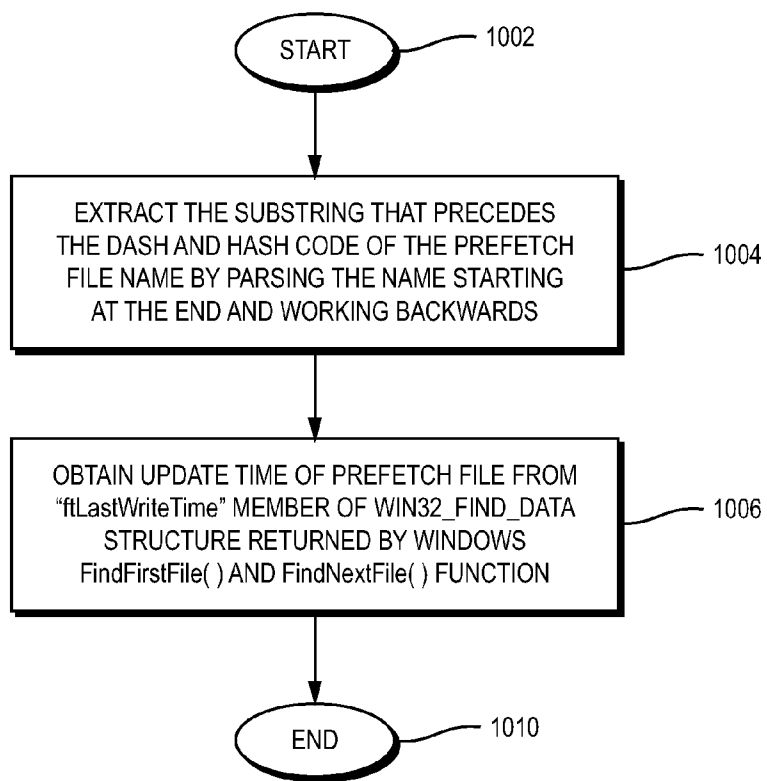 START
1002
EXTRACT THE SUBSTRING THAT PRECEDES
THE DASH AND HASH CODE OF THE PREFETCH
FILE NAME BY PARSING THE NAME STARTING
AT THE END AND WORKING BACKWARDS
1004
OBTAIN UPDATE TIME OF PREFETCH FILE FROM
“ftLastWriteTime” MEMBER OF WIN32_FIND_DATA
STRUCTURE RETURNED BY WINDOWS
FindFirstFile( ) AND FindNextFile( ) FUNCTION
1006
END
1010